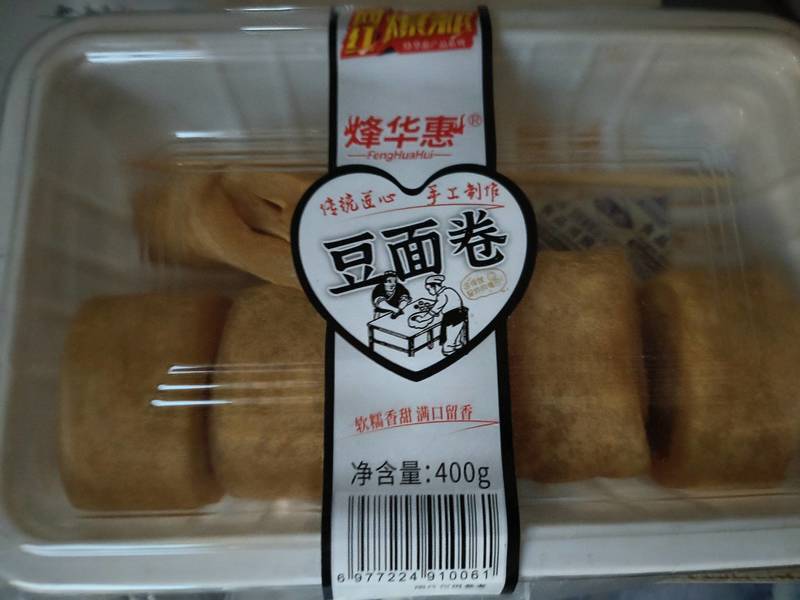 烽华惠®
FengHuaHui
传统匠心 手工制作
豆面卷
软糯香甜 满口留香
净含量:400g
6 977224 910061